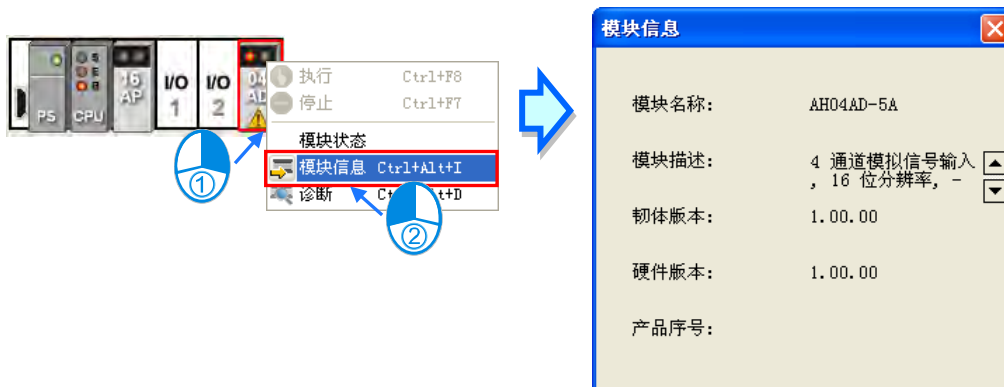 PS
CPU
16
AP
I/O
1
I/O
2
04
AD
执行 Ctrl+F8
停止 Ctrl+F7
模块状态
模块信息 Ctrl+Alt+I
诊断
①
②
模块信息
模块名称: AH04AD-5A
模块描述: 4 通道模拟信号输入
, 16 位分辨率, -
韧体版本: 1.00.00
硬件版本: 1.00.00
产品序号: